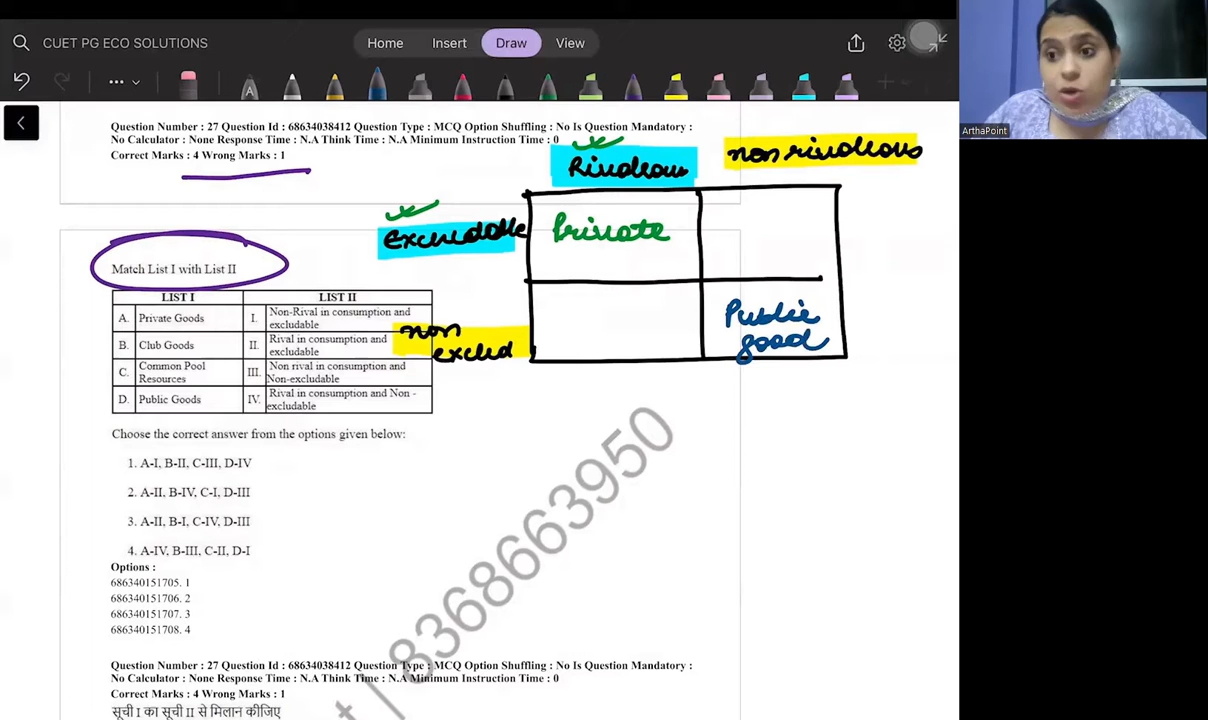 CUET PG ECO SOLUTIONS
Home Insert Draw View
A
Question Number : 27 Question Id : 68634038412 Question Type : MCQ Option Shuffling : No Is Question Mandatory :
No Calculator : None Response Time : N.A Think Time : N.A Minimum Instruction Time : 0
Correct Marks : 4 Wrong Marks : 1
ArthaPoint
non
Private
Public
good
non
exclud
Match List I with List II
LIST I LIST II
A. Private Goods I. Non-Rival in consumption and
excludable
B. Club Goods II. Rival in consumption and
excludable
C. Common Pool
Resources III. Non rival in consumption and
Non-excludable
D. Public Goods IV. Rival in consumption and Non -
excludable
Choose the correct answer from the options given below:
1. A-I, B-II, C-III, D-IV
2. A-II, B-IV, C-I, D-III
3. A-II, B-I, C-IV, D-III
4. A-IV, B-III, C-II, D-I
Options :
686340151705. 1
686340151706. 2
686340151707. 3
686340151708. 4
8368663950
Question Number : 27 Question Id : 68634038412 Question Type : MCQ Option Shuffling : No Is Question Mandatory :
No Calculator : None Response Time : N.A Think Time : N.A Minimum Instruction Time : 0
Correct Marks : 4 Wrong Marks : 1
सूची I का सूची II से मिलान कीजिए